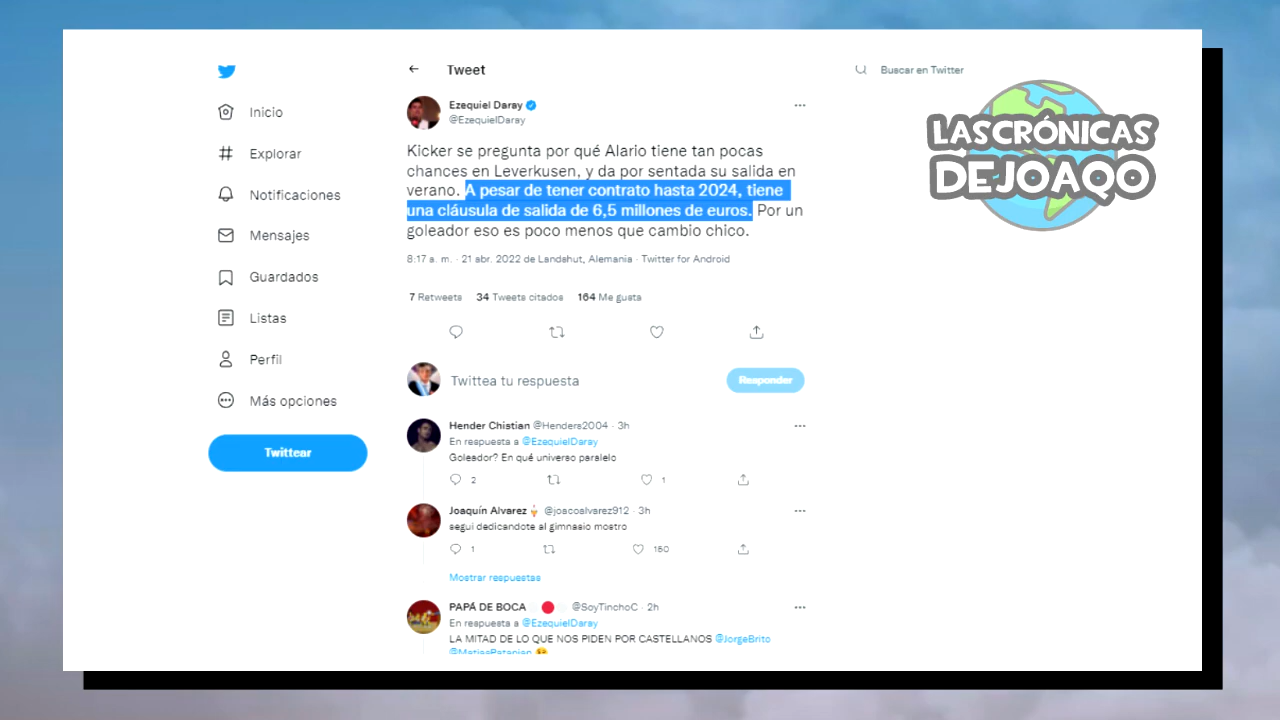 Tweet
Buscar en Twitter
LAS CRÓNICAS
DE JOAQO
Inicio
Explorar
Notificaciones
Mensajes
Guardados
Listas
Perfil
Más opciones
Twittear
Ezequiel Daray
@EzequielDaray
Kicker se pregunta por qué Alario tiene tan pocas
chances en Leverkusen, y da por sentada su salida en
verano. A pesar de tener contrato hasta 2024, tiene
una cláusula de salida de 6,5 millones de euros. Por un
goleador eso es poco menos que cambio chico.
8:17 a. m. · 21 abr. 2022 de Landshut, Alemania · Twitter for Android
7 Retweets 34 Tweets citados 164 Me gusta
Twittea tu respuesta
Responder
Hender Chistian @Henders2004 · 3h
En respuesta a @EzequielDaray
Goleador? En qué universo paralelo
2 1
Joaquín Alvarez @joacoalvarez912 · 3h
segui dedicandote al gimnasio mostro
1 150
Mostrar respuestas
PAPÁ DE BOCA @SoyTinchoC · 2h
En respuesta a @EzequielDaray
LA MITAD DE LO QUE NOS PIDEN POR CASTELLANOS @JorgeBrito
@MatiasPatanian